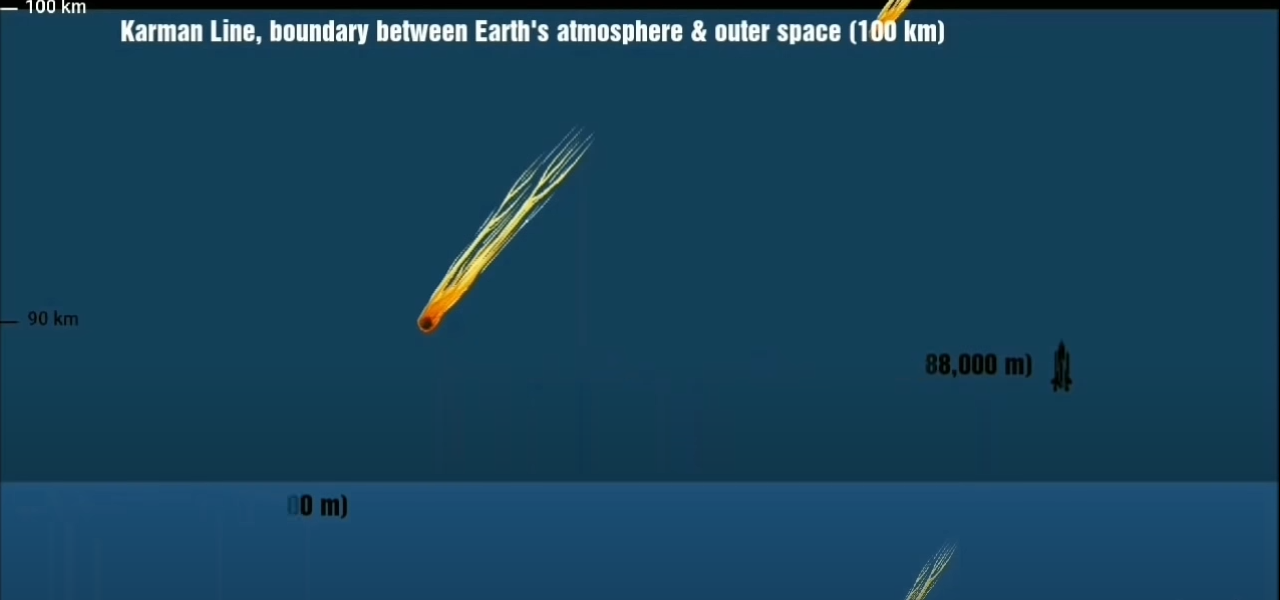 100 km
Karman Line, boundary between Earth's atmosphere & outer space (100 km)
90 km
88,000 m)
0 m)